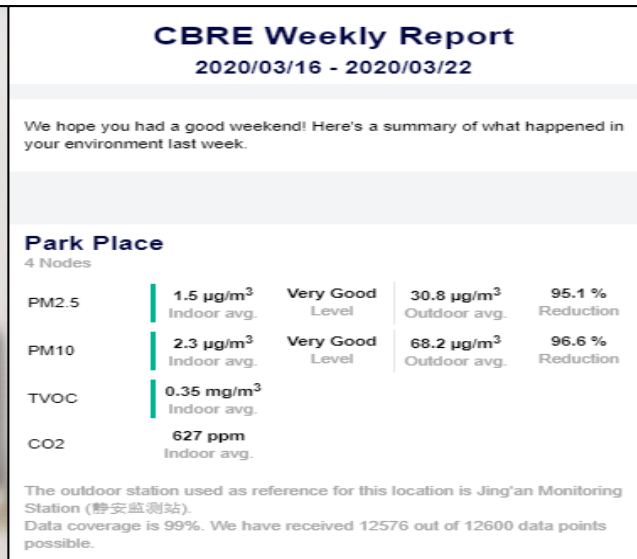 CBRE Weekly Report
2020/03/16 - 2020/03/22
We hope you had a good weekend! Here's a summary of what happened in
your environment last week.
Park Place
4 Nodes
PM2.5 1.5 µg/m³ Very Good 30.8 µg/m³ 95.1 %
Indoor avg. Level Outdoor avg. Reduction
PM10 2.3 µg/m³ Very Good 68.2 µg/m³ 96.6 %
Indoor avg. Level Outdoor avg. Reduction
TVOC 0.35 mg/m³
Indoor avg.
CO2 627 ppm
Indoor avg.
The outdoor station used as reference for this location is Jing'an Monitoring
Station (静安监测站).
Data coverage is 99%. We have received 12576 out of 12600 data points
possible.